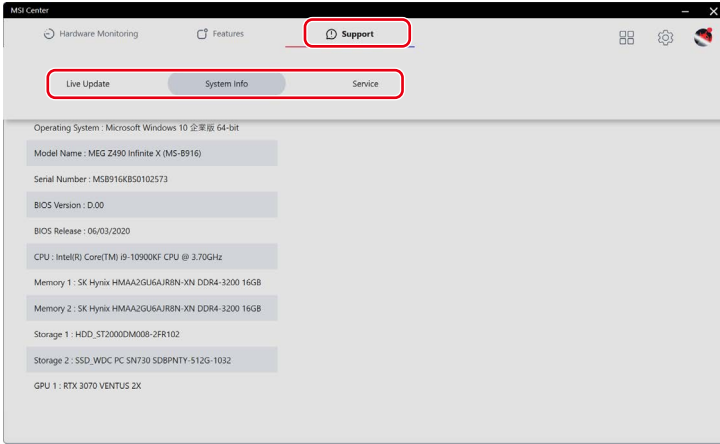 MSI Center
Hardware Monitoring Features Support
Live Update System Info Service
Operating System : Microsoft Windows 10 企業版 64-bit
Model Name : MEG Z490 Infinite X (MS-B916)
Serial Number : MSB916KBS0102573
BIOS Version : D.00
BIOS Release : 06/03/2020
CPU : Intel(R) Core(TM) i9-10900KF CPU @ 3.70GHz
Memory 1 : SK Hynix HMAA2GU6AJR8N-XN DDR4-3200 16GB
Memory 2 : SK Hynix HMAA2GU6AJR8N-XN DDR4-3200 16GB
Storage 1 : HDD_ST2000DM008-2FR102
Storage 2 : SSD_WDC PC SN730 SDBPNTY-512G-1032
GPU 1 : RTX 3070 VENTUS 2X